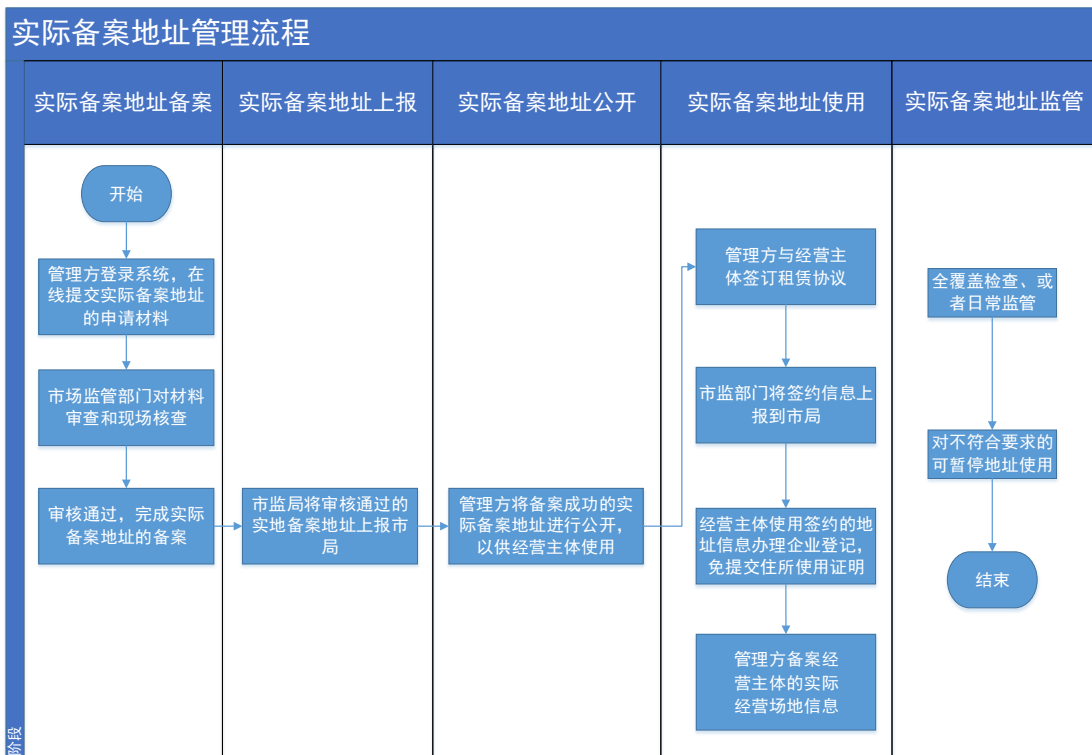 实际备案地址管理流程
实际备案地址备案
实际备案地址上报
实际备案地址公开
实际备案地址使用
实际备案地址监管
开始
管理方登录系统，在
线提交实际备案地址
的申请材料
市场监管部门对材料
审查和现场核查
审核通过，完成实际
备案地址的备案
市监局将审核通过的
实地备案地址上报市
局
管理方将备案成功的实
际备案地址进行公开，
以供经营主体使用
管理方与经营主
体签订租赁协议
市监部门将签约信息上
报到市局
经营主体使用签约的地
址信息办理企业登记，
免提交住所使用证明
管理方备案经
营主体的实际
经营场地信息
全覆盖检查、或
者日常监管
对不符合要求的
可暂停地址使用
结束
阶段